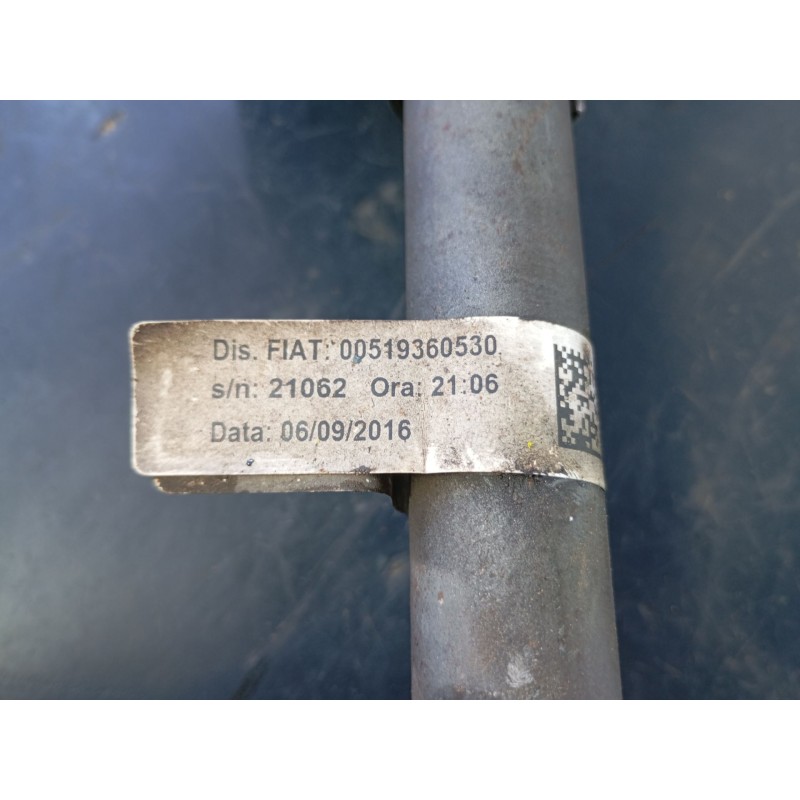 Dis. FIAT: 00519360530
s/n: 21062 Ora: 21:06
Data: 06/09/2016